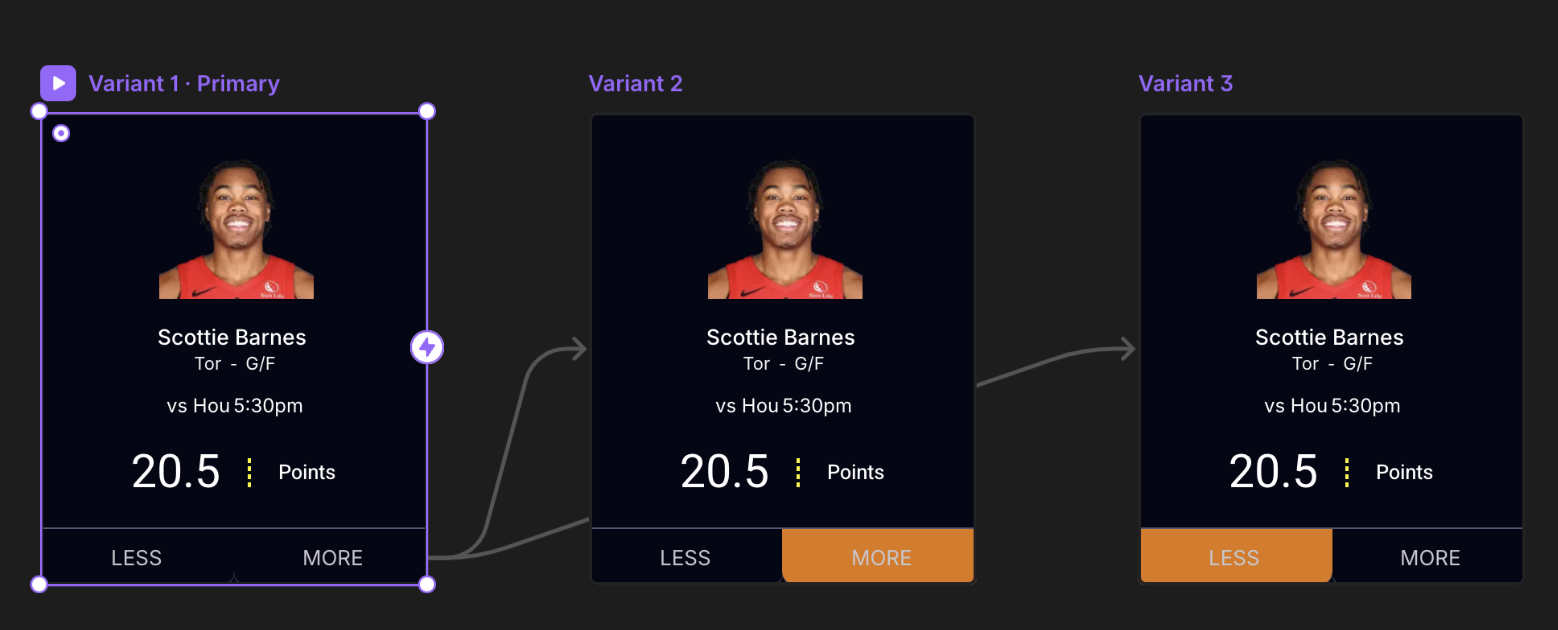 Variant 1 · Primary
Scottie Barnes
Tor - G/F
vs Hou 5:30pm
20.5 Points
LESS MORE
Variant 2
Scottie Barnes
Tor - G/F
vs Hou 5:30pm
20.5 Points
LESS MORE
Variant 3
Scottie Barnes
Tor - G/F
vs Hou 5:30pm
20.5 Points
LESS MORE